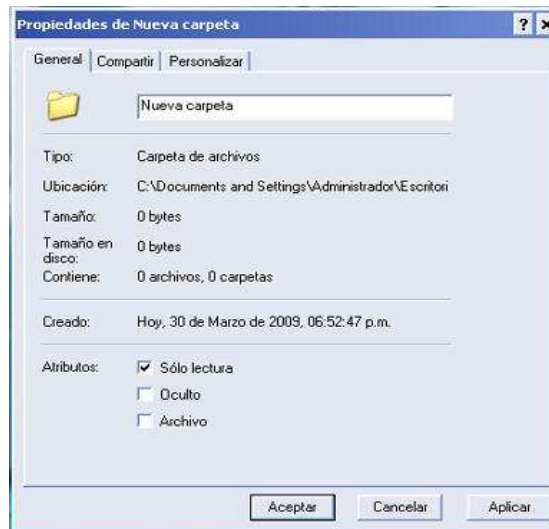 Propiedades de Nueva carpeta
General Compartir Personalizar
Nueva carpeta
Tipo: Carpeta de archivos
Ubicación: C:\Documents and Settings\Administrador\Escritori
Tamaño: 0 bytes
Tamaño en disco: 0 bytes
Contiene: 0 archivos, 0 carpetas
Creado: Hoy, 30 de Marzo de 2009, 06:52:47 p.m.
Atributos: Sólo lectura
Oculto
Archivo
Aceptar Cancelar Aplicar